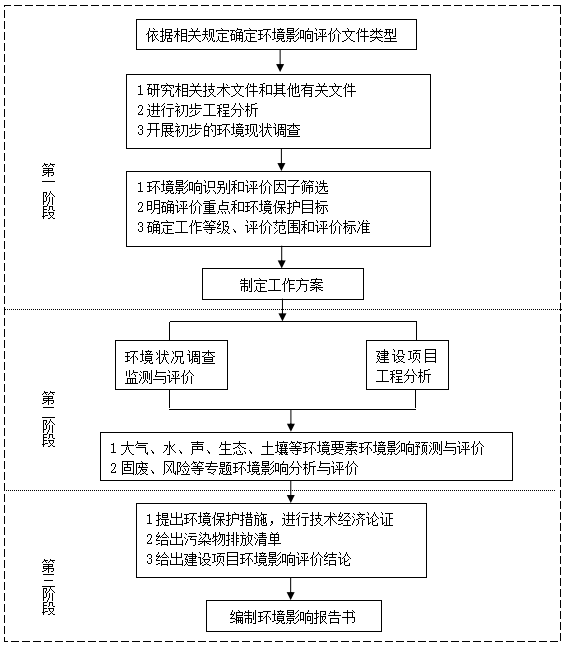 依据相关规定确定环境影响评价文件类型
1研究相关技术文件和其他有关文件
2进行初步工程分析
3开展初步的环境现状调查
第一阶段
1环境影响识别和评价因子筛选
2明确评价重点和环境保护目标
3确定工作等级、评价范围和评价标准
制定工作方案
环境状况调查
监测与评价
建设项目
工程分析
第二阶段
1大气、水、声、生态、土壤等环境要素环境影响预测与评价
2固废、风险等专题环境影响分析与评价
1提出环境保护措施，进行技术经济论证
2给出污染物排放清单
3给出建设项目环境影响评价结论
第三阶段
编制环境影响报告书